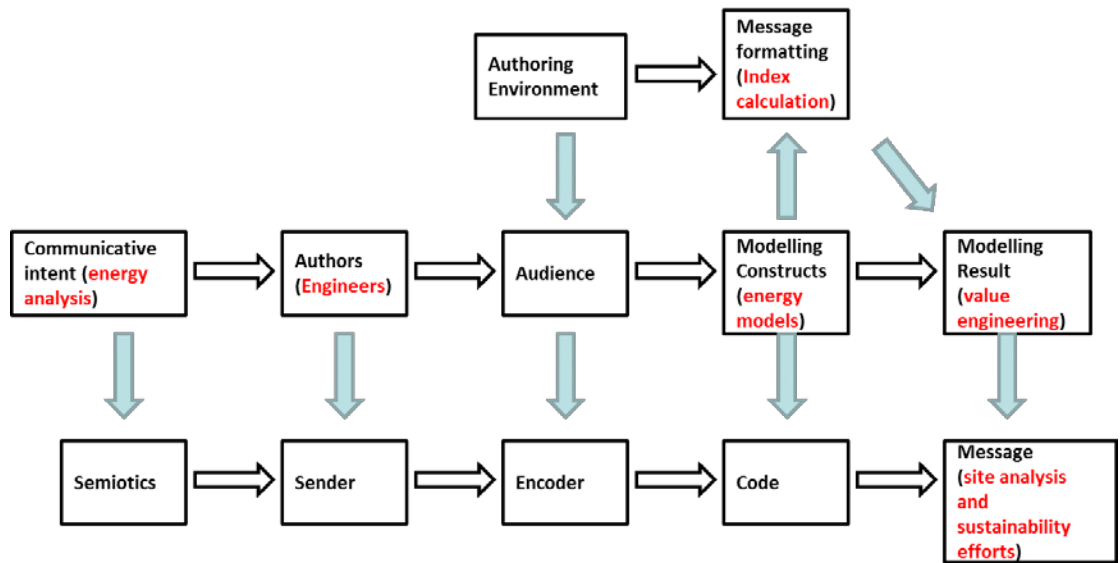 Authoring
Environment
Message
formatting
(Index
calculation)
Communicative
intent (energy
analysis)
Authors
(Engineers)
Audience
Modelling
Constructs
(energy
models)
Modelling
Result
(value
engineering)
Semiotics
Sender
Encoder
Code
Message
(site analysis
and
sustainability
efforts)